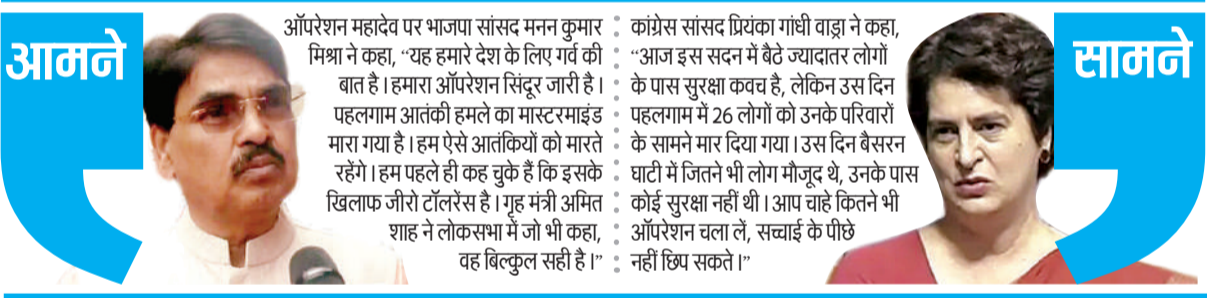 आमने
ऑपरेशन महादेव पर भाजपा सांसद मनन कुमार
मिश्रा ने कहा, “यह हमारे देश के लिए गर्व की
बात है। हमारा ऑपरेशन सिंदूर जारी है।
पहलगाम आतंकी हमले का मास्टरमाइंड
मारा गया है। हम ऐसे आतंकियों को मारते
रहेंगे। हम पहले ही कह चुके हैं कि इसके
खिलाफ जीरो टॉलरेंस है। गृह मंत्री अमित
शाह ने लोकसभा में जो भी कहा,
वह बिल्कुल सही है।”
कांग्रेस सांसद प्रियंका गांधी वाड्रा ने कहा,
“आज इस सदन में बैठे ज्यादातर लोगों
के पास सुरक्षा कवच है, लेकिन उस दिन
पहलगाम में 26 लोगों को उनके परिवारों
के सामने मार दिया गया। उस दिन बैसरन
घाटी में जितने भी लोग मौजूद थे, उनके पास
कोई सुरक्षा नहीं थी। आप चाहे कितने भी
ऑपरेशन चला लें, सच्चाई के पीछे
नहीं छिप सकते।”
सामने